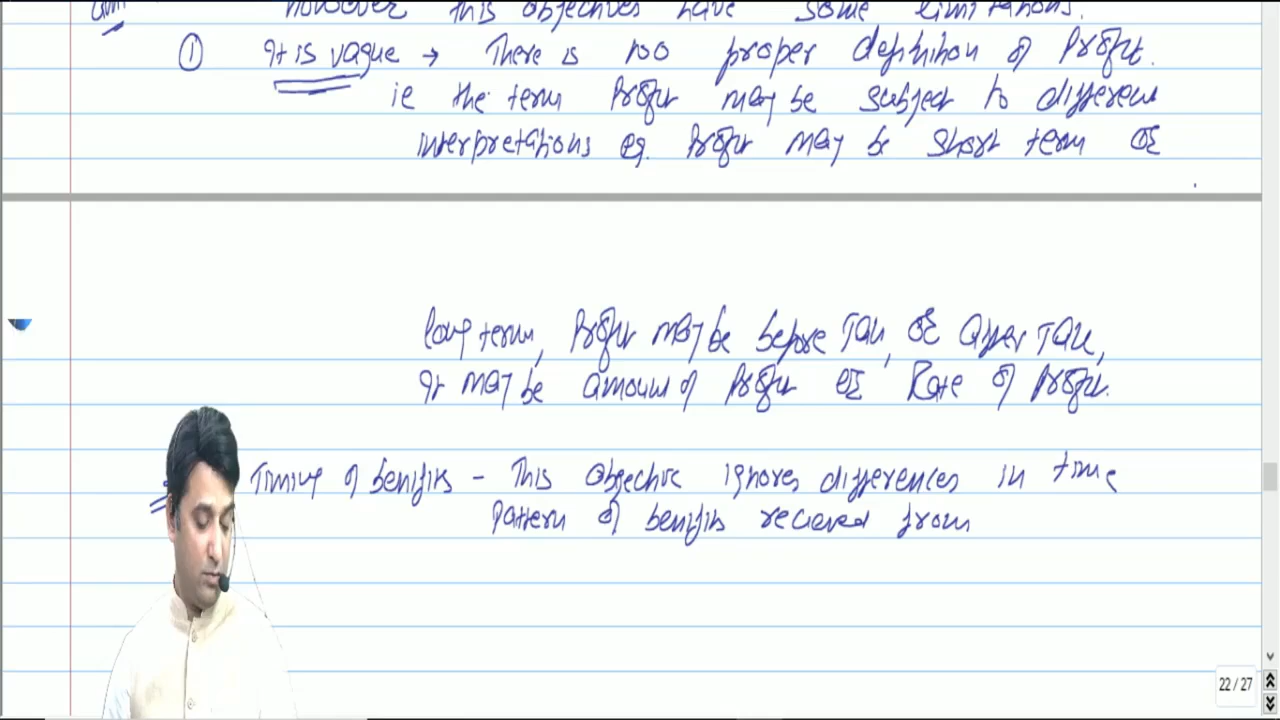 However this objectives have some limitations.
① It is vague → There is no proper definition of Profit.
ie the term Profit may be subject to different
interpretations eg. Profit may be short term or
long term, Profit may be before Tax, or After Tax,
It may be amount of Profit or Rate of Profit.
Timing of benifits - This Objective ignores differences in time
Pattern of benifits recieved from
22 / 27